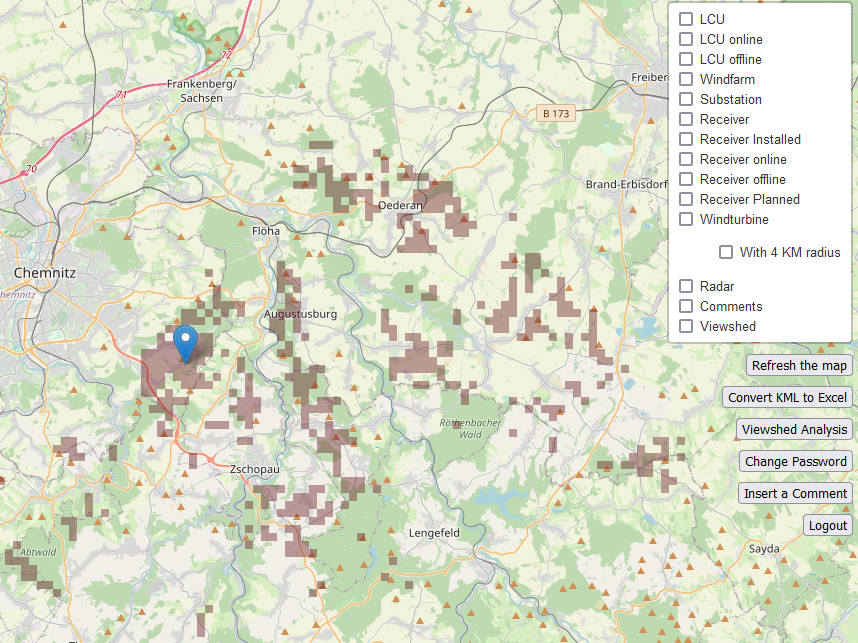 LCU
LCU online
LCU offline
Windfarm
Substation
Receiver
Receiver Installed
Receiver online
Receiver offline
Receiver Planned
Windturbine
With 4 KM radius
Radar
Comments
Viewshed
Refresh the map
Convert KML to Excel
Viewshed Analysis
Change Password
Insert a Comment
Logout
72
Frankenberg/
Sachsen
71
Freiberg
B 173
70
Brand-Erbisdorf
Oederan
Flöha
Chemnitz
hemnitz
Augustusburg
Röthenbacher
Wald
Zschopau
Lengefeld
Abtwald
Sayda